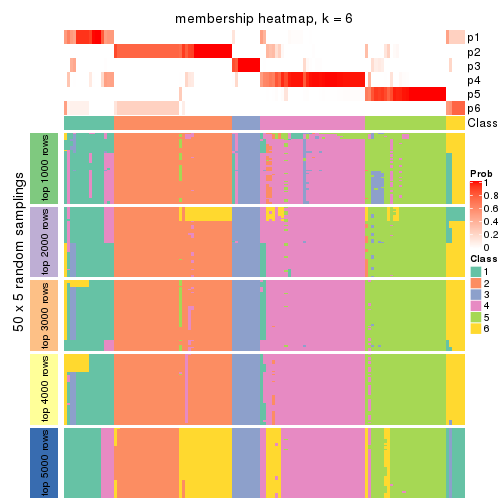 membership heatmap, k = 6
p1
p2
p3
p4
p5
p6
Class
50 x 5 random samplings
top 1000 rows
top 2000 rows
top 3000 rows
top 4000 rows
top 5000 rows
Prob
1
0.8
0.6
0.4
0.2
0
Class
1
2
3
4
5
6